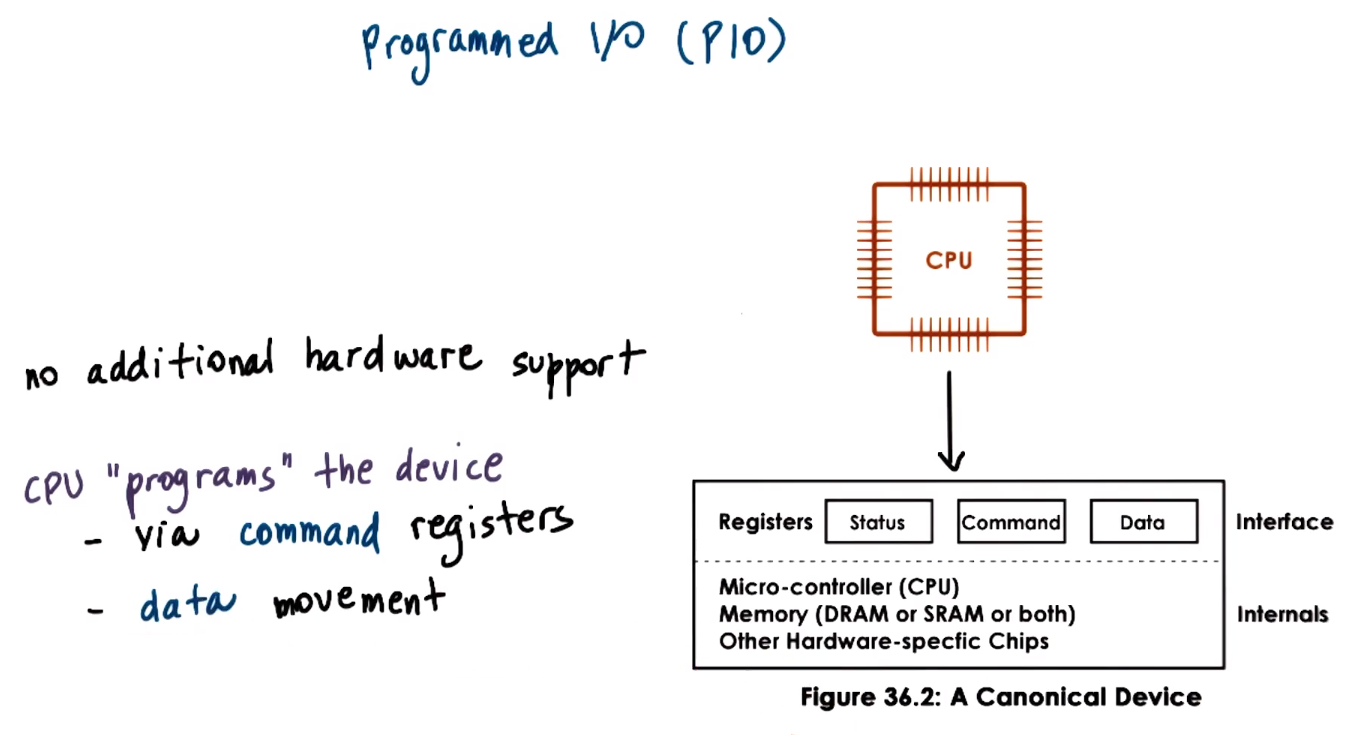 Programmed I/O (PIO)
CPU
no additional hardware support
CPU "programs" the device
- via command registers
- data movement
Registers Status Command Data Interface
Micro-controller (CPU)
Memory (DRAM or SRAM or both) Internals
Other Hardware-specfic Chips
Figure 36.2: A Canonical Device